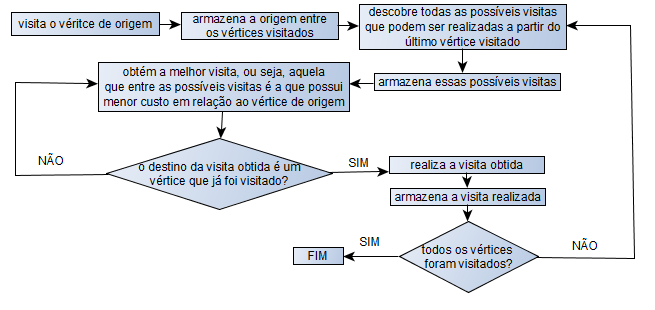 visita o véritce de origem
armazena a origem entre
os vértices visitados
descobre todas as possíveis visitas
que podem ser realizadas a partir do
último vértice visitado
armazena essas possíveis visitas
obtém a melhor visita, ou seja, aquela
que entre as possíveis visitas é a que possui
menor custo em relação ao vértice de origem
NÃO
o destino da visita obtida é um
vértice que já foi visitado?
SIM
realiza a visita obtida
armazena a visita realizada
todos os vértices
foram visitados?
SIM
NÃO
FIM